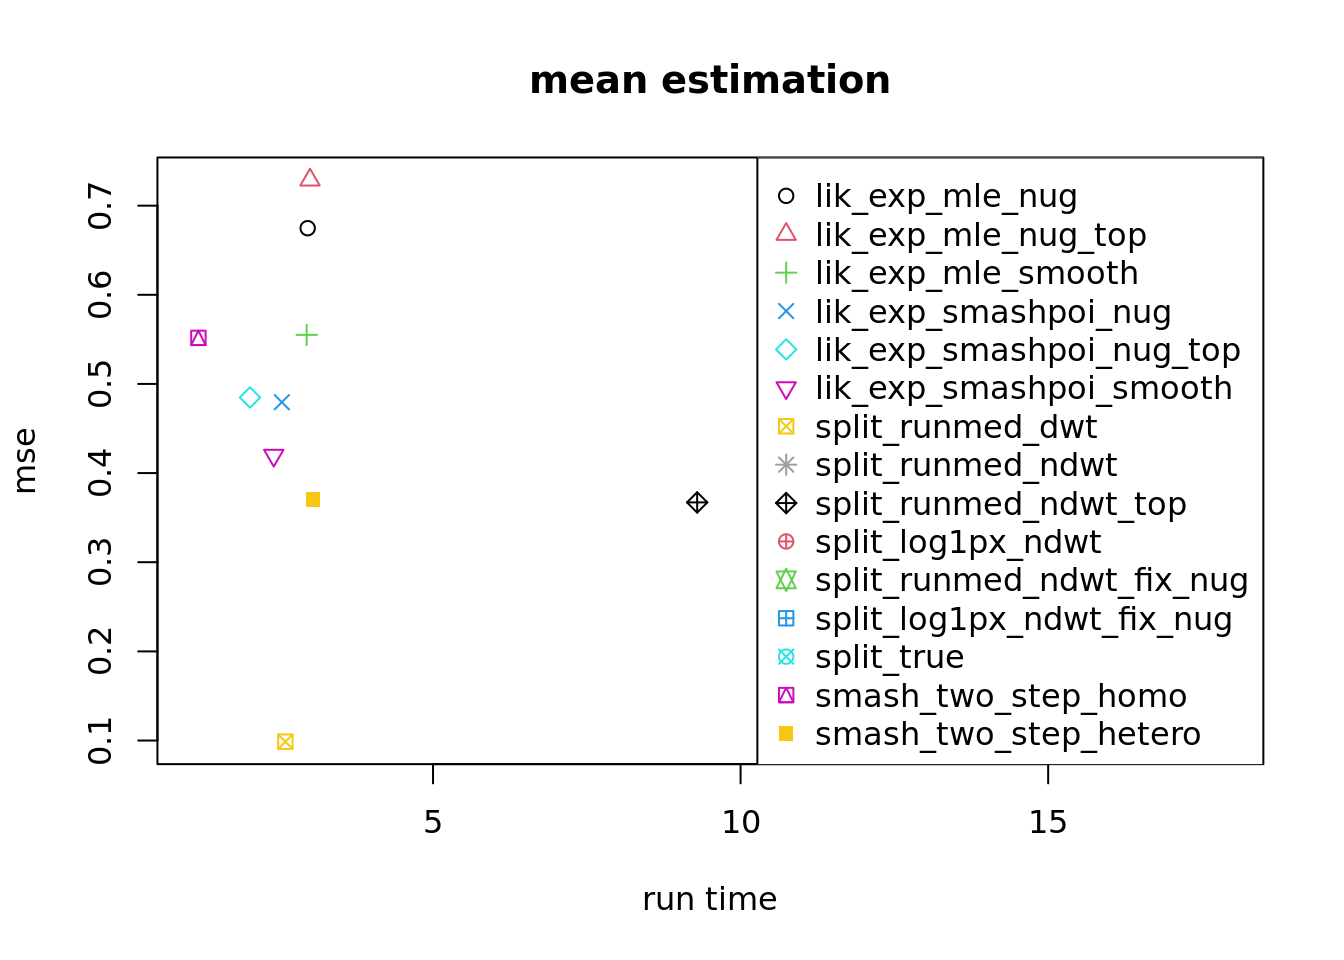 mean estimation
mse
0.7
0.6
0.5
0.4
0.3
0.2
0.1
lik_exp_mle_nug
lik_exp_mle_nug_top
lik_exp_mle_smooth
lik_exp_smashpoi_nug
lik_exp_smashpoi_nug_top
lik_exp_smashpoi_smooth
split_runmed_dwt
split_runmed_ndwt
split_runmed_ndwt_top
split_log1px_ndwt
split_runmed_ndwt_fix_nug
split_log1px_ndwt_fix_nug
split_true
smash_two_step_homo
smash_two_step_hetero
5 10 15
run time